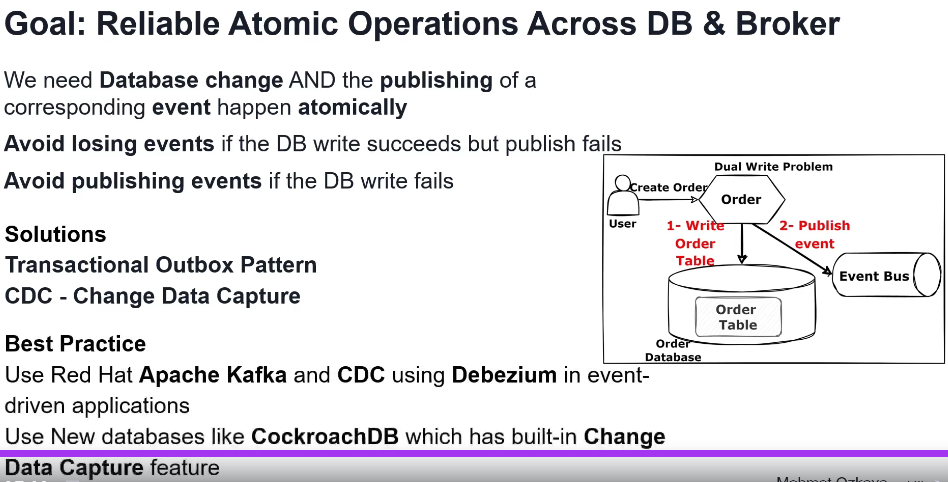 Goal: Reliable Atomic Operations Across DB & Broker
We need Database change AND the publishing of a
corresponding event happen atomically
Avoid losing events if the DB write succeeds but publish fails
Avoid publishing events if the DB write fails
Solutions
Transactional Outbox Pattern
CDC - Change Data Capture
Best Practice
Use Red Hat Apache Kafka and CDC using Debezium in event-
driven applications
Use New databases like CockroachDB which has built-in Change
Data Capture feature
Dual Write Problem
Create Order
Order
User
1- Write
Order
Table
2- Publish
event
Event Bus
Order
Table
Order
Database